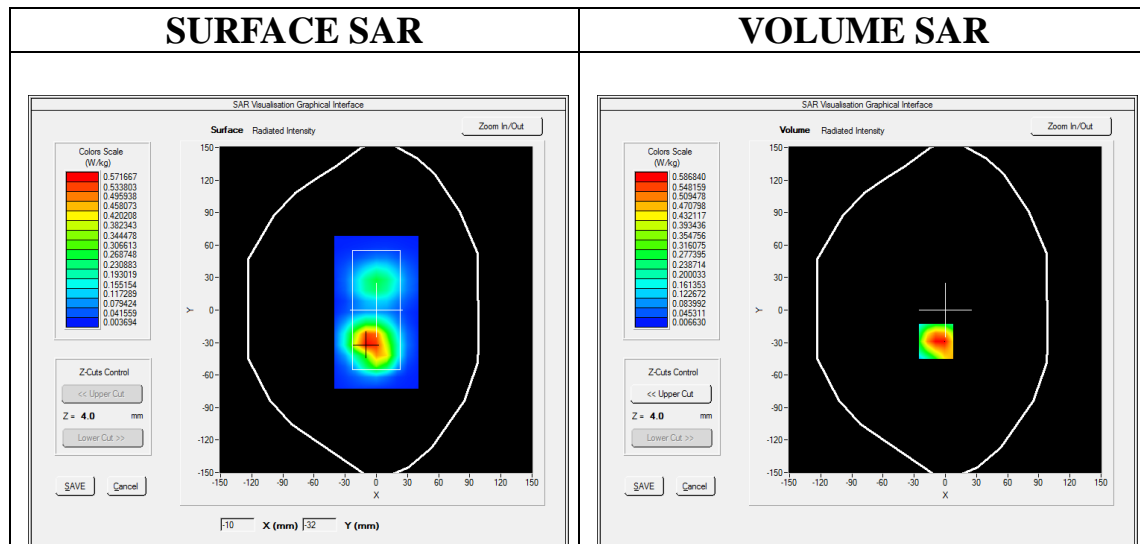 SURFACE SAR
VOLUME SAR
SAR Visualisation Graphical Interface
Surface Radiated Intensity
Zoom In/Out
Colors Scale
(W/kg)
0.571667
0.533803
0.495938
0.458073
0.420208
0.382343
0.344478
0.306613
0.268748
0.230883
0.193019
0.155154
0.117289
0.079424
0.041559
0.003694
Z-Cuts Control
<< Upper Cut
Z = 4.0 mm
Lower Cut >>
SAVE Cancel
150
120
90
60
30
0
-30
-60
-90
-120
-150
Y
-150 -120 -90 -60 -30 0 30 60 90 120 150
X
-10 X (mm) -32 Y (mm)
SAR Visualisation Graphical Interface
Volume Radiated Intensity
Zoom In/Out
Colors Scale
(W/kg)
0.586840
0.548159
0.509478
0.470798
0.432117
0.393436
0.354756
0.316075
0.277395
0.238714
0.200033
0.161353
0.122672
0.083992
0.045311
0.006630
Z-Cuts Control
<< Upper Cut
Z = 4.0 mm
Lower Cut >>
SAVE Cancel
150
120
90
60
30
0
-30
-60
-90
-120
-150
Y
-150 -120 -90 -60 -30 0 30 60 90 120 150
X